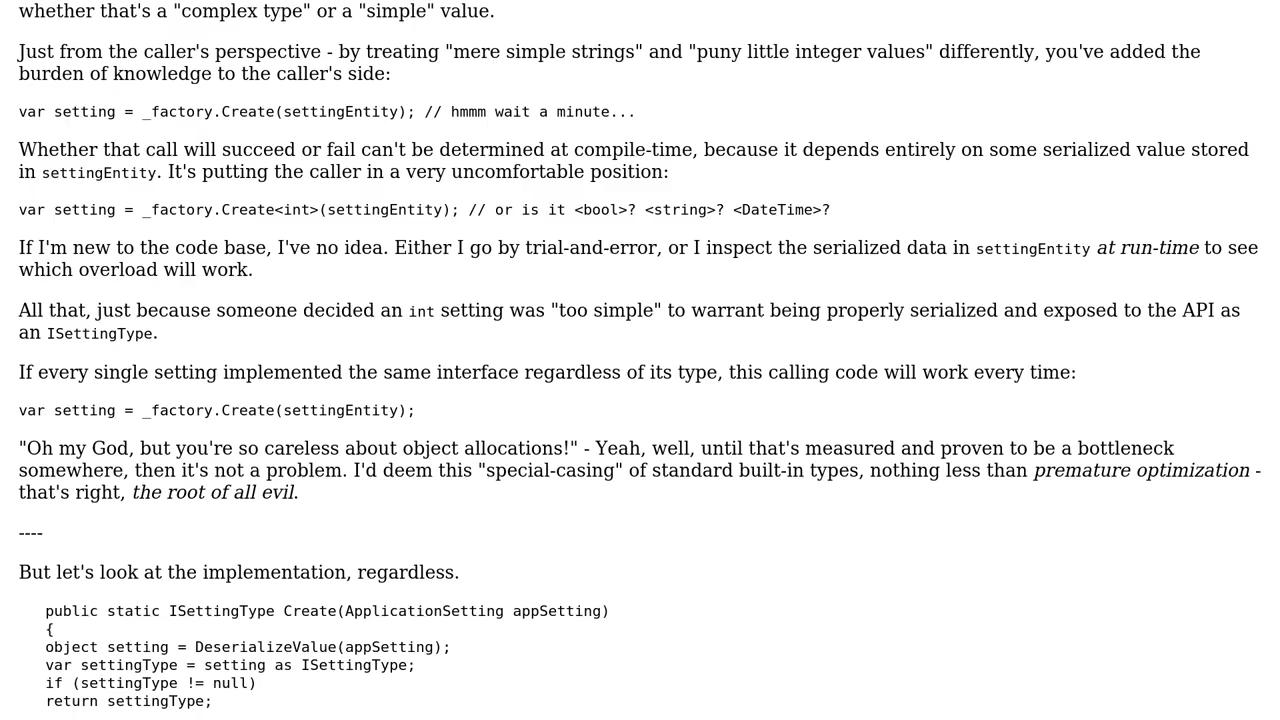 whether that's a "complex type" or a "simple" value.
Just from the caller's perspective - by treating "mere simple strings" and "puny little integer values" differently, you've added the
burden of knowledge to the caller's side:
var setting = _factory.Create(settingEntity); // hmmm wait a minute...
Whether that call will succeed or fail can't be determined at compile-time, because it depends entirely on some serialized value stored
in settingEntity. It's putting the caller in a very uncomfortable position:
var setting = _factory.Create<int>(settingEntity); // or is it <bool>? <string>? <DateTime>?
If I'm new to the code base, I've no idea. Either I go by trial-and-error, or I inspect the serialized data in settingEntity at run-time to see
which overload will work.
All that, just because someone decided an int setting was "too simple" to warrant being properly serialized and exposed to the API as
an ISettingType.
If every single setting implemented the same interface regardless of its type, this calling code will work every time:
var setting = _factory.Create(settingEntity);
"Oh my God, but you're so careless about object allocations!" - Yeah, well, until that's measured and proven to be a bottleneck
somewhere, then it's not a problem. I'd deem this "special-casing" of standard built-in types, nothing less than premature optimization -
that's right, the root of all evil.
----
But let's look at the implementation, regardless.
public static ISettingType Create(ApplicationSetting appSetting)
{
object setting = DeserializeValue(appSetting);
var settingType = setting as ISettingType;
if (settingType != null)
return settingType;